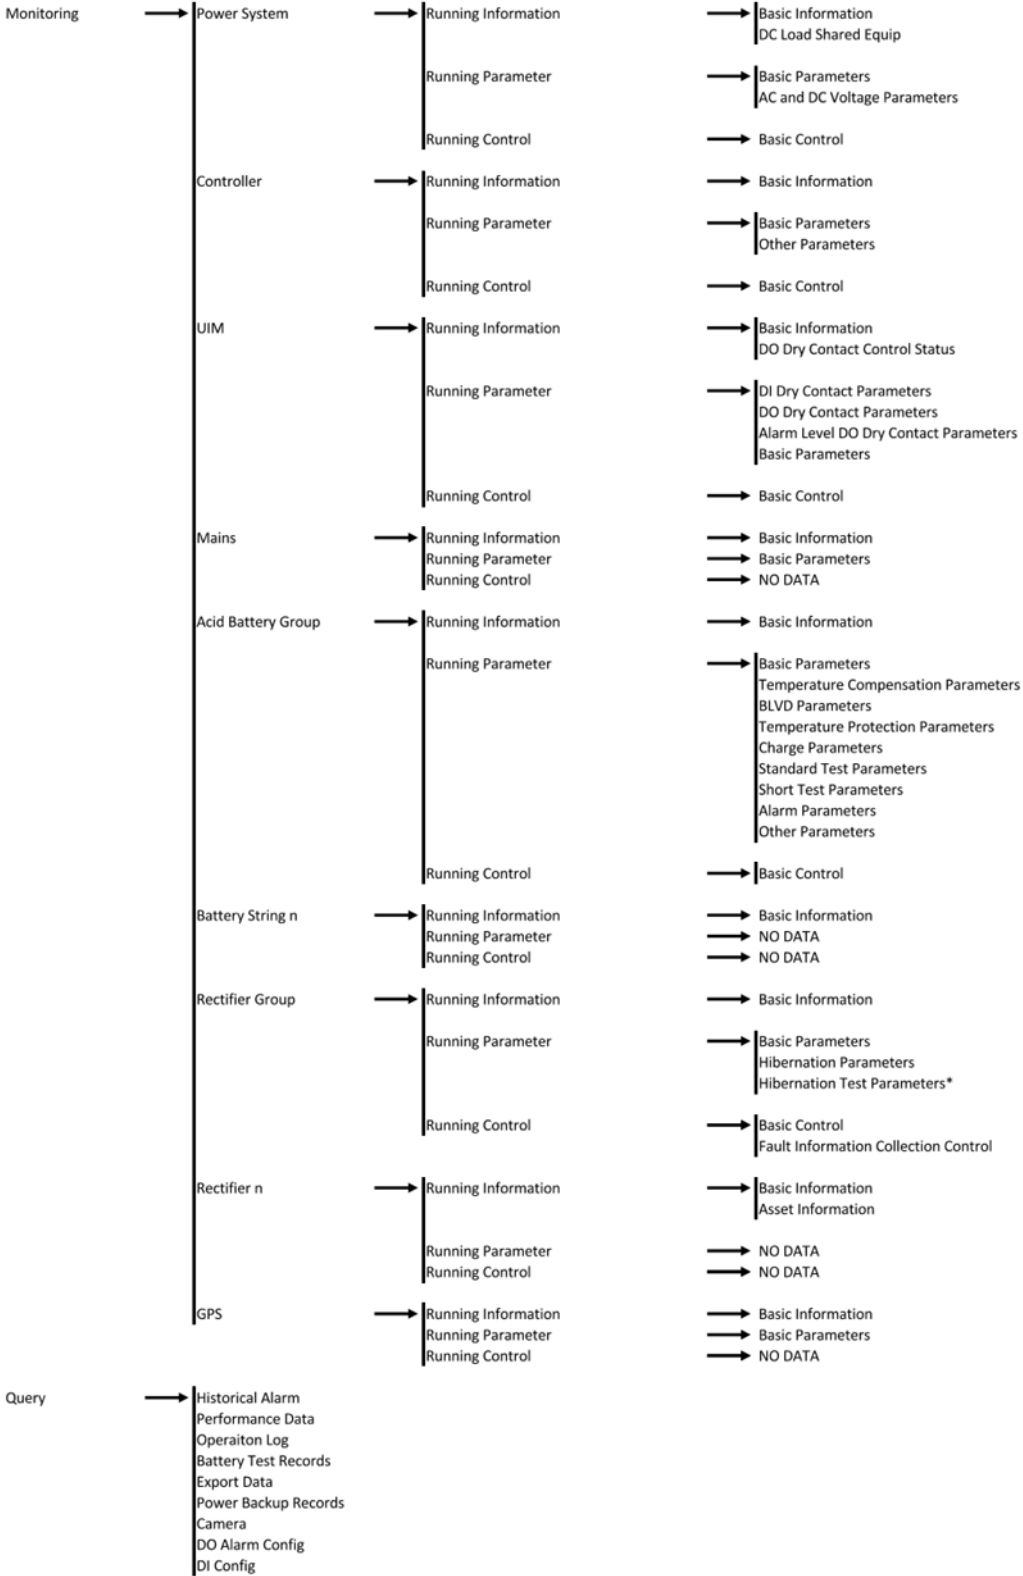 Monitoring Power System Running Information Basic Information
DC Load Shared Equip
Running Parameter Basic Parameters
AC and DC Voltage Parameters
Running Control Basic Control
Controller Running Information Basic Information
Running Parameter Basic Parameters
Other Parameters
Running Control Basic Control
UIM Running Information Basic Information
DO Dry Contact Control Status
Running Parameter DI Dry Contact Parameters
DO Dry Contact Parameters
Alarm Level DO Dry Contact Parameters
Basic Parameters
Running Control Basic Control
Mains Running Information Basic Information
Running Parameter Basic Parameters
Running Control NO DATA
Acid Battery Group Running Information Basic Information
Running Parameter Basic Parameters
Temperature Compensation Parameters
BLVD Parameters
Temperature Protection Parameters
Charge Parameters
Standard Test Parameters
Short Test Parameters
Alarm Parameters
Other Parameters
Running Control Basic Control
Battery String n Running Information Basic Information
Running Parameter NO DATA
Running Control NO DATA
Rectifier Group Running Information Basic Information
Running Parameter Basic Parameters
Hibernation Parameters
Hibernation Test Parameters*
Running Control Basic Control
Fault Information Collection Control
Rectifier n Running Information Basic Information
Asset Information
Running Parameter NO DATA
Running Control NO DATA
GPS Running Information Basic Information
Running Parameter Basic Parameters
Running Control NO DATA
Query Historical Alarm
Performance Data
Operaiton Log
Battery Test Records
Export Data
Power Backup Records
Camera
DO Alarm Config
DI Config